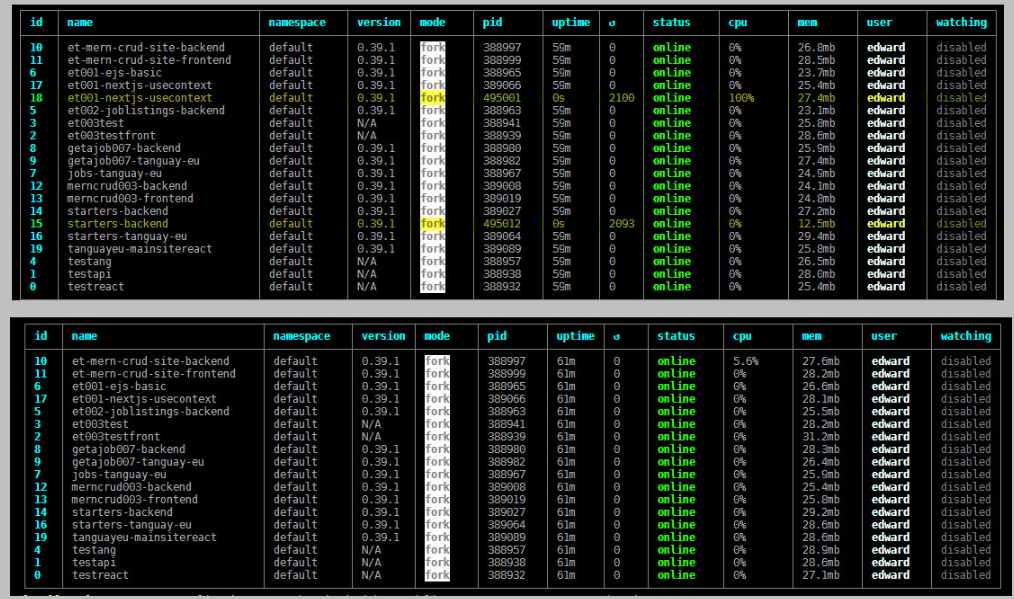 id name namespace version mode pid uptime ↺ status cpu mem user watching
10 et-mern-crud-site-backend default 0.39.1 fork 388997 59m 0 online 0% 26.8mb edward disabled
11 et-mern-crud-site-frontend default 0.39.1 fork 388999 59m 0 online 0% 28.5mb edward disabled
6 et001-ejs-basic default 0.39.1 fork 388965 59m 0 online 0% 23.7mb edward disabled
17 et001-nextjs-usecontext default 0.39.1 fork 389066 59m 0 online 0% 25.4mb edward disabled
18 et001-nextjs-usecontext default 0.39.1 fork 495001 0s 2100 online 100% 27.4mb edward disabled
5 et002-joblistings-backend default 0.39.1 fork 388963 59m 0 online 0% 23.1mb edward disabled
3 et003test default N/A fork 388941 59m 0 online 0% 25.8mb edward disabled
2 et003testfront default N/A fork 388939 59m 0 online 0% 28.6mb edward disabled
8 getajob007-backend default 0.39.1 fork 388980 59m 0 online 0% 25.9mb edward disabled
9 getajob007-tanguay-eu default 0.39.1 fork 388982 59m 0 online 0% 27.4mb edward disabled
7 jobs-tanguay-eu default 0.39.1 fork 388967 59m 0 online 0% 24.9mb edward disabled
12 merncrud003-backend default 0.39.1 fork 389008 59m 0 online 0% 24.1mb edward disabled
13 merncrud003-frontend default 0.39.1 fork 389019 59m 0 online 0% 24.8mb edward disabled
14 starters-backend default 0.39.1 fork 389027 59m 0 online 0% 27.2mb edward disabled
15 starters-backend default 0.39.1 fork 495012 0s 2093 online 0% 12.5mb edward disabled
16 starters-tanguay-eu default 0.39.1 fork 389064 59m 0 online 0% 29.4mb edward disabled
19 tanguayeu-mainsitereact default 0.39.1 fork 389089 59m 0 online 0% 25.8mb edward disabled
4 testang default N/A fork 388957 59m 0 online 0% 26.5mb edward disabled
1 testapi default N/A fork 388938 59m 0 online 0% 28.0mb edward disabled
0 testreact default N/A fork 388932 59m 0 online 0% 25.4mb edward disabled
id name namespace version mode pid uptime ↺ status cpu mem user watching
10 et-mern-crud-site-backend default 0.39.1 fork 388997 61m 0 online 5.6% 27.6mb edward disabled
11 et-mern-crud-site-frontend default 0.39.1 fork 388999 61m 0 online 0% 28.2mb edward disabled
6 et001-ejs-basic default 0.39.1 fork 388965 61m 0 online 0% 26.6mb edward disabled
17 et001-nextjs-usecontext default 0.39.1 fork 389066 61m 0 online 0% 28.1mb edward disabled
5 et002-joblistings-backend default 0.39.1 fork 388963 61m 0 online 0% 25.5mb edward disabled
3 et003test default N/A fork 388941 61m 0 online 0% 28.2mb edward disabled
2 et003testfront default N/A fork 388939 61m 0 online 0% 31.2mb edward disabled
8 getajob007-backend default 0.39.1 fork 388980 61m 0 online 0% 28.3mb edward disabled
9 getajob007-tanguay-eu default 0.39.1 fork 388982 61m 0 online 0% 26.4mb edward disabled
7 jobs-tanguay-eu default 0.39.1 fork 388967 61m 0 online 0% 25.9mb edward disabled
12 merncrud003-backend default 0.39.1 fork 389008 61m 0 online 0% 25.4mb edward disabled
13 merncrud003-frontend default 0.39.1 fork 389019 61m 0 online 0% 25.8mb edward disabled
14 starters-backend default 0.39.1 fork 389027 61m 0 online 0% 29.2mb edward disabled
16 starters-tanguay-eu default 0.39.1 fork 389064 61m 0 online 0% 28.6mb edward disabled
19 tanguayeu-mainsitereact default 0.39.1 fork 389089 61m 0 online 0% 28.6mb edward disabled
4 testang default N/A fork 388957 61m 0 online 0% 28.9mb edward disabled
1 testapi default N/A fork 388938 61m 0 online 0% 28.6mb edward disabled
0 testreact default N/A fork 388932 61m 0 online 0% 27.1mb edward disabled